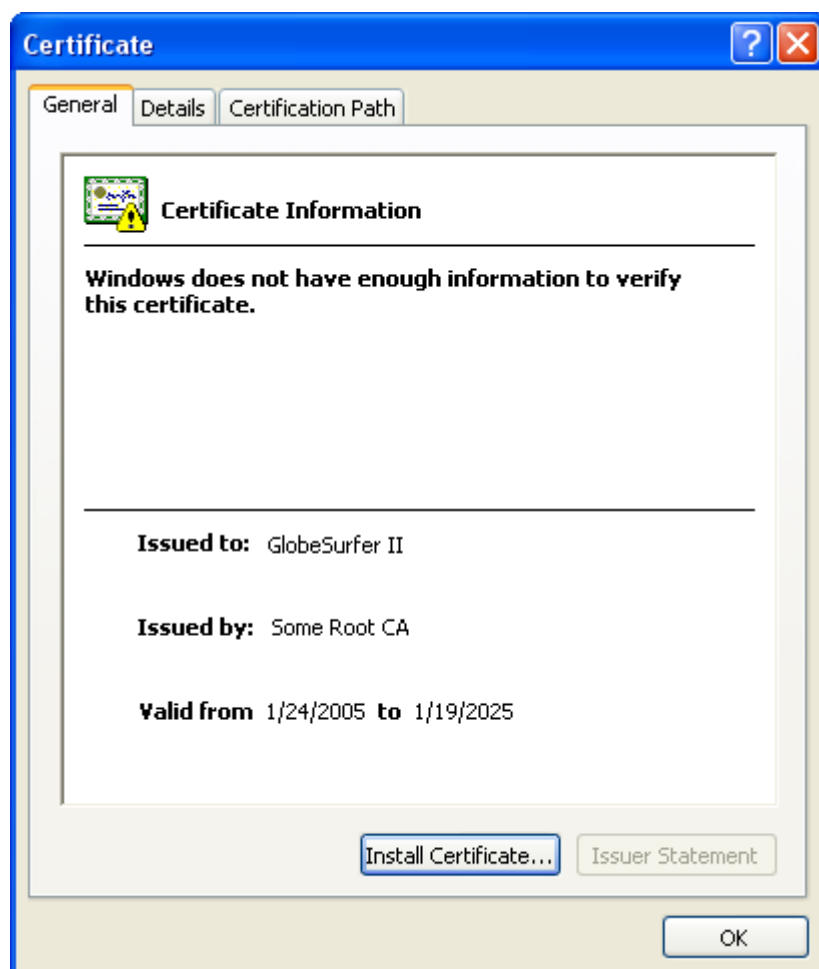 Certificate
General Details Certification Path
Certificate Information
Windows does not have enough information to verify
this certificate.
Issued to: GlobeSurfer II
Issued by: Some Root CA
Valid from 1/24/2005 to 1/19/2025
Install Certificate... Issuer Statement
OK